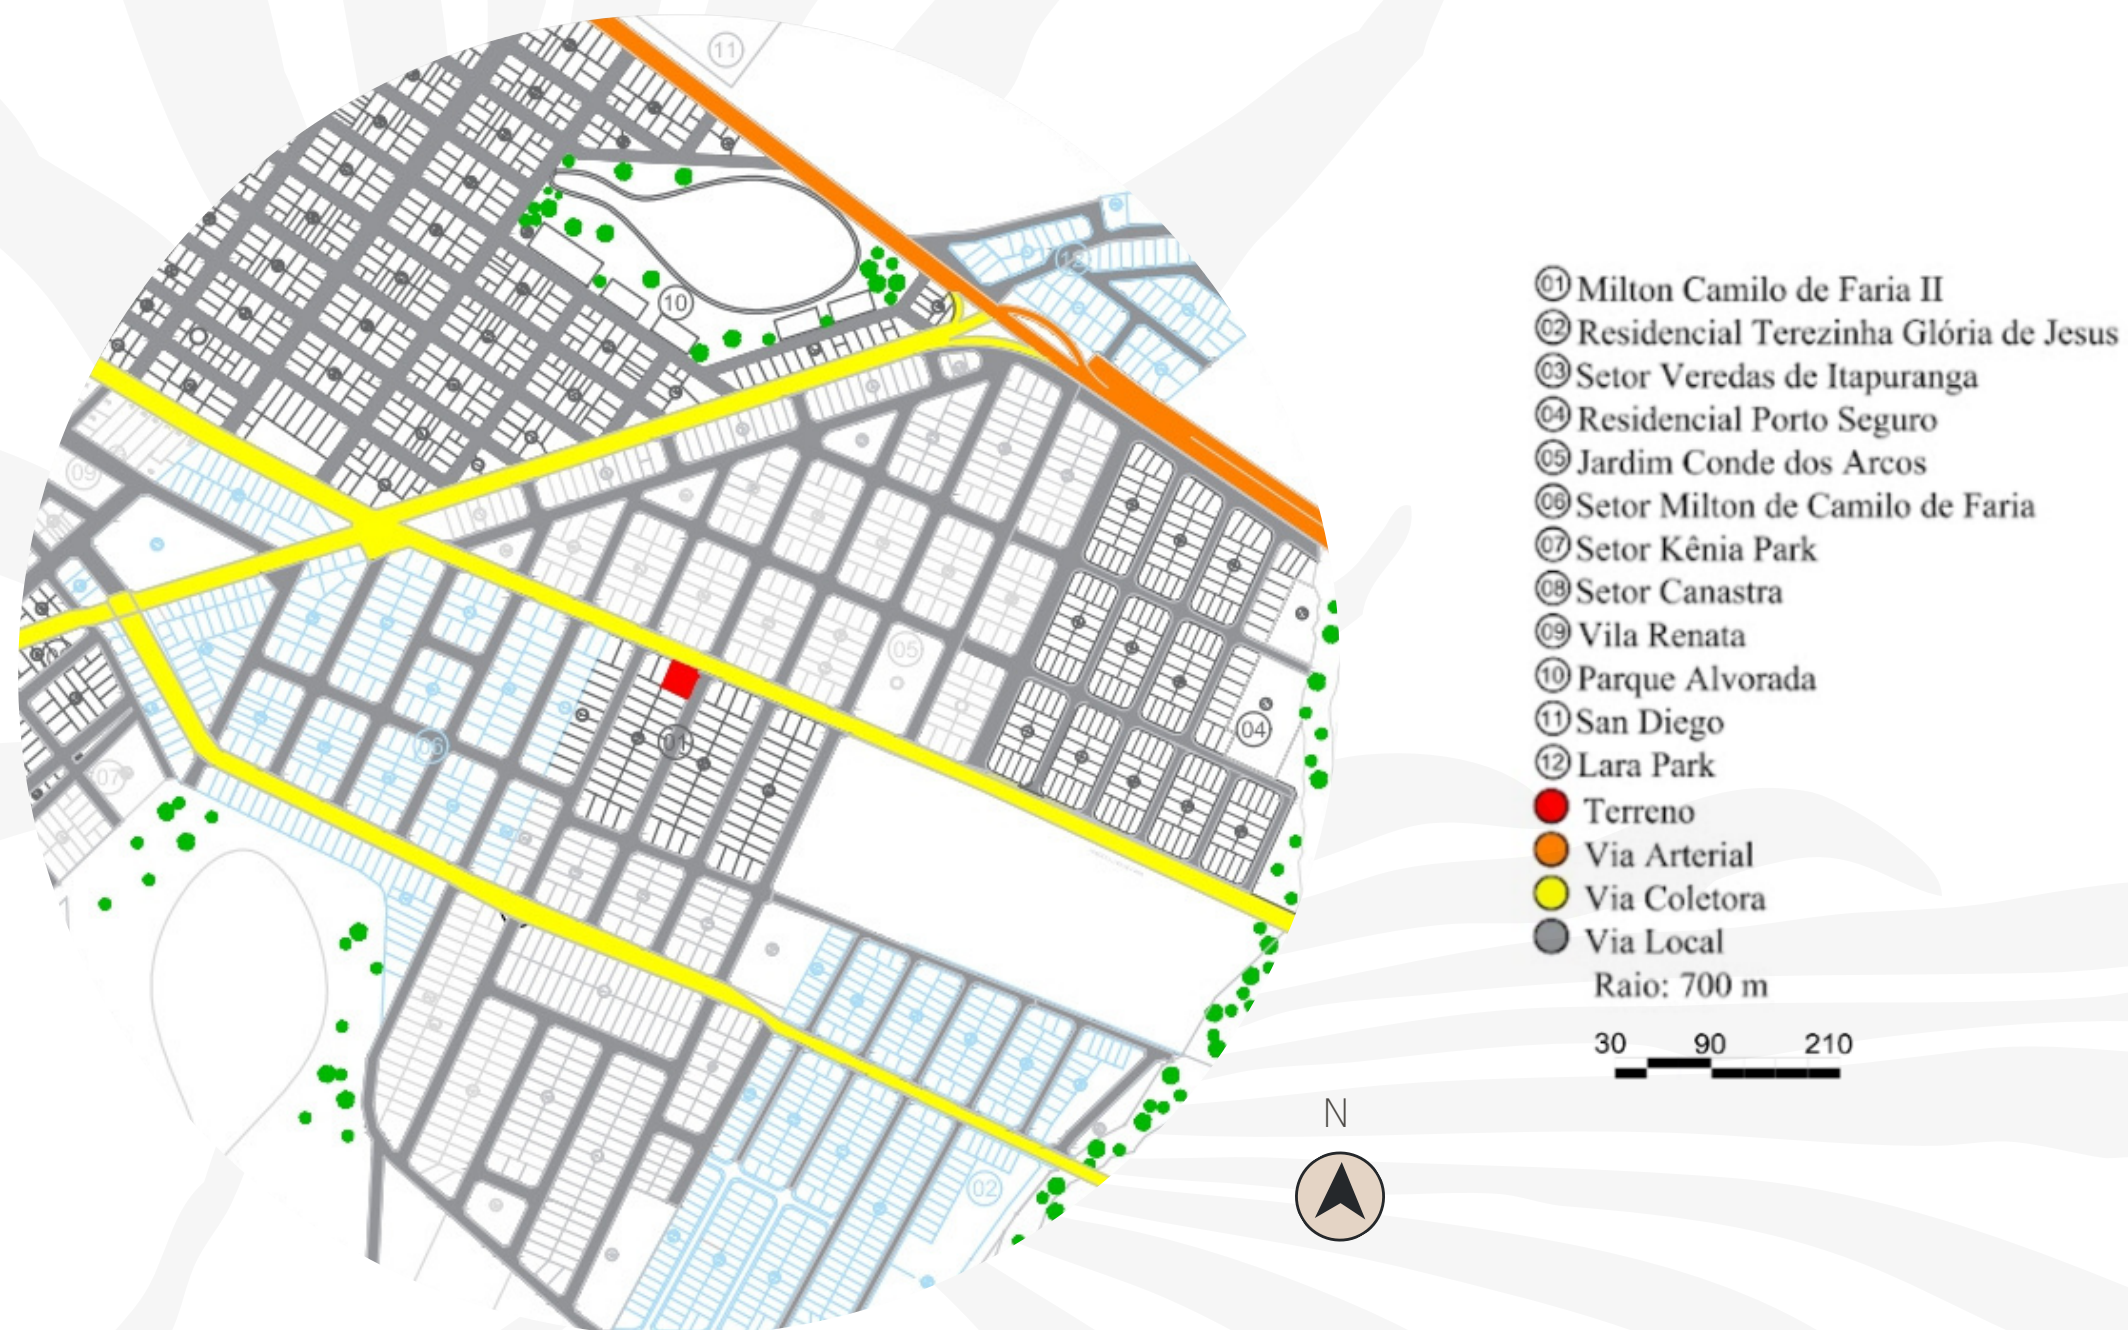 11
12
10
09
05
04
01
06
07
02
01 Milton Camilo de Faria II
02 Residencial Terezinha Glória de Jesus
03 Setor Veredas de Itapuranga
04 Residencial Porto Seguro
05 Jardim Conde dos Arcos
06 Setor Milton de Camilo de Faria
07 Setor Kênia Park
08 Setor Canastra
09 Vila Renata
10 Parque Alvorada
11 San Diego
12 Lara Park
Terreno
Via Arterial
Via Coletora
Via Local
Raio: 700 m
30 90 210
N